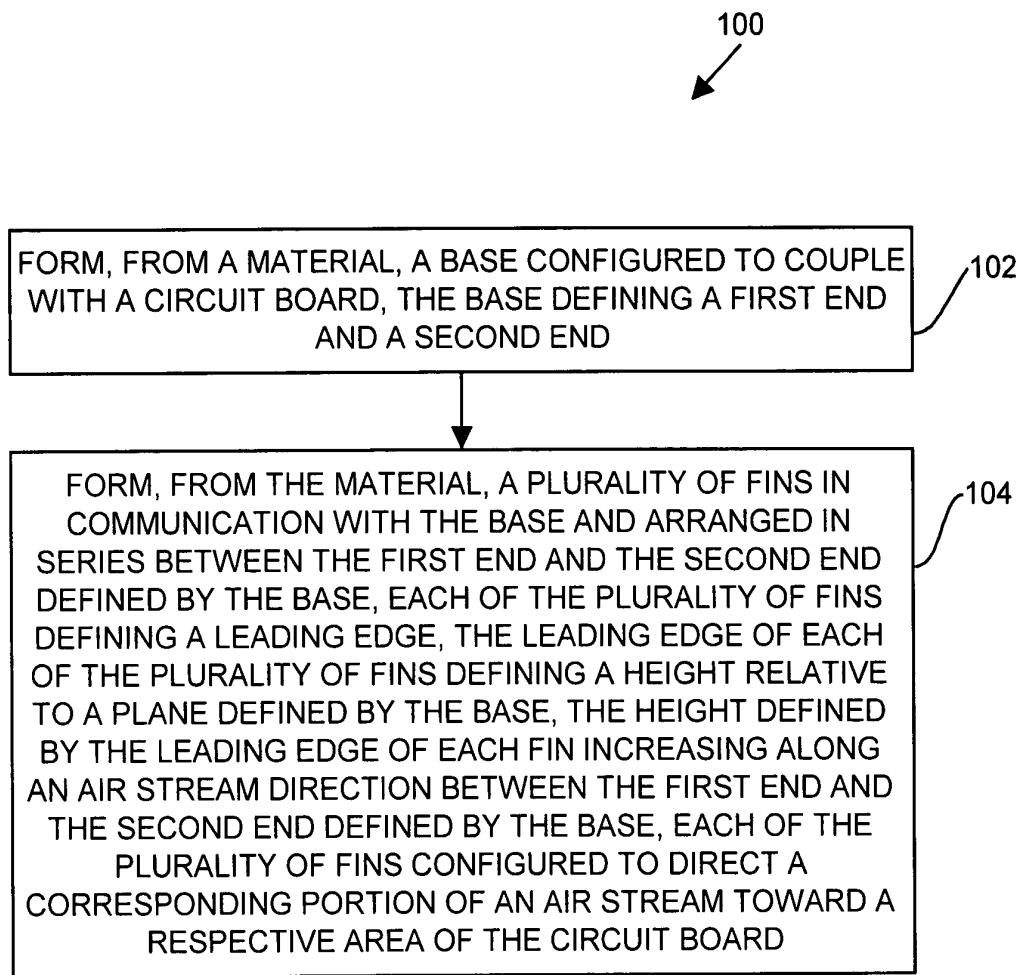 100
FORM, FROM A MATERIAL, A BASE CONFIGURED TO COUPLE
WITH A CIRCUIT BOARD, THE BASE DEFINING A FIRST END
AND A SECOND END
102
FORM, FROM THE MATERIAL, A PLURALITY OF FINS IN
COMMUNICATION WITH THE BASE AND ARRANGED IN
SERIES BETWEEN THE FIRST END AND THE SECOND END
DEFINED BY THE BASE, EACH OF THE PLURALITY OF FINS
DEFINING A LEADING EDGE, THE LEADING EDGE OF EACH
OF THE PLURALITY OF FINS DEFINING A HEIGHT RELATIVE
TO A PLANE DEFINED BY THE BASE, THE HEIGHT DEFINED
BY THE LEADING EDGE OF EACH FIN INCREASING ALONG
AN AIR STREAM DIRECTION BETWEEN THE FIRST END AND
THE SECOND END DEFINED BY THE BASE, EACH OF THE
PLURALITY OF FINS CONFIGURED TO DIRECT A
CORRESPONDING PORTION OF AN AIR STREAM TOWARD A
RESPECTIVE AREA OF THE CIRCUIT BOARD
104